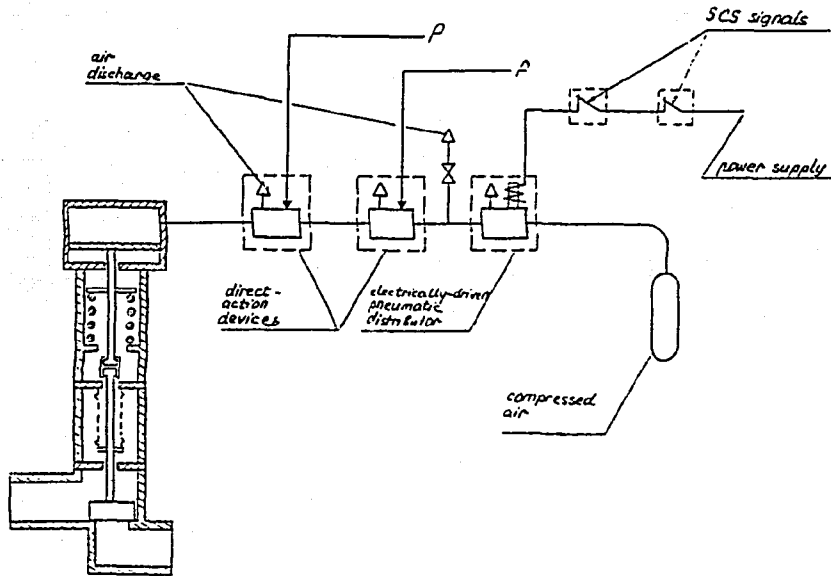 SCS signals
air
discharge
P
P
power supply
direct-
action
devices
electrically-driven
pneumatic
distributor
compressed
air